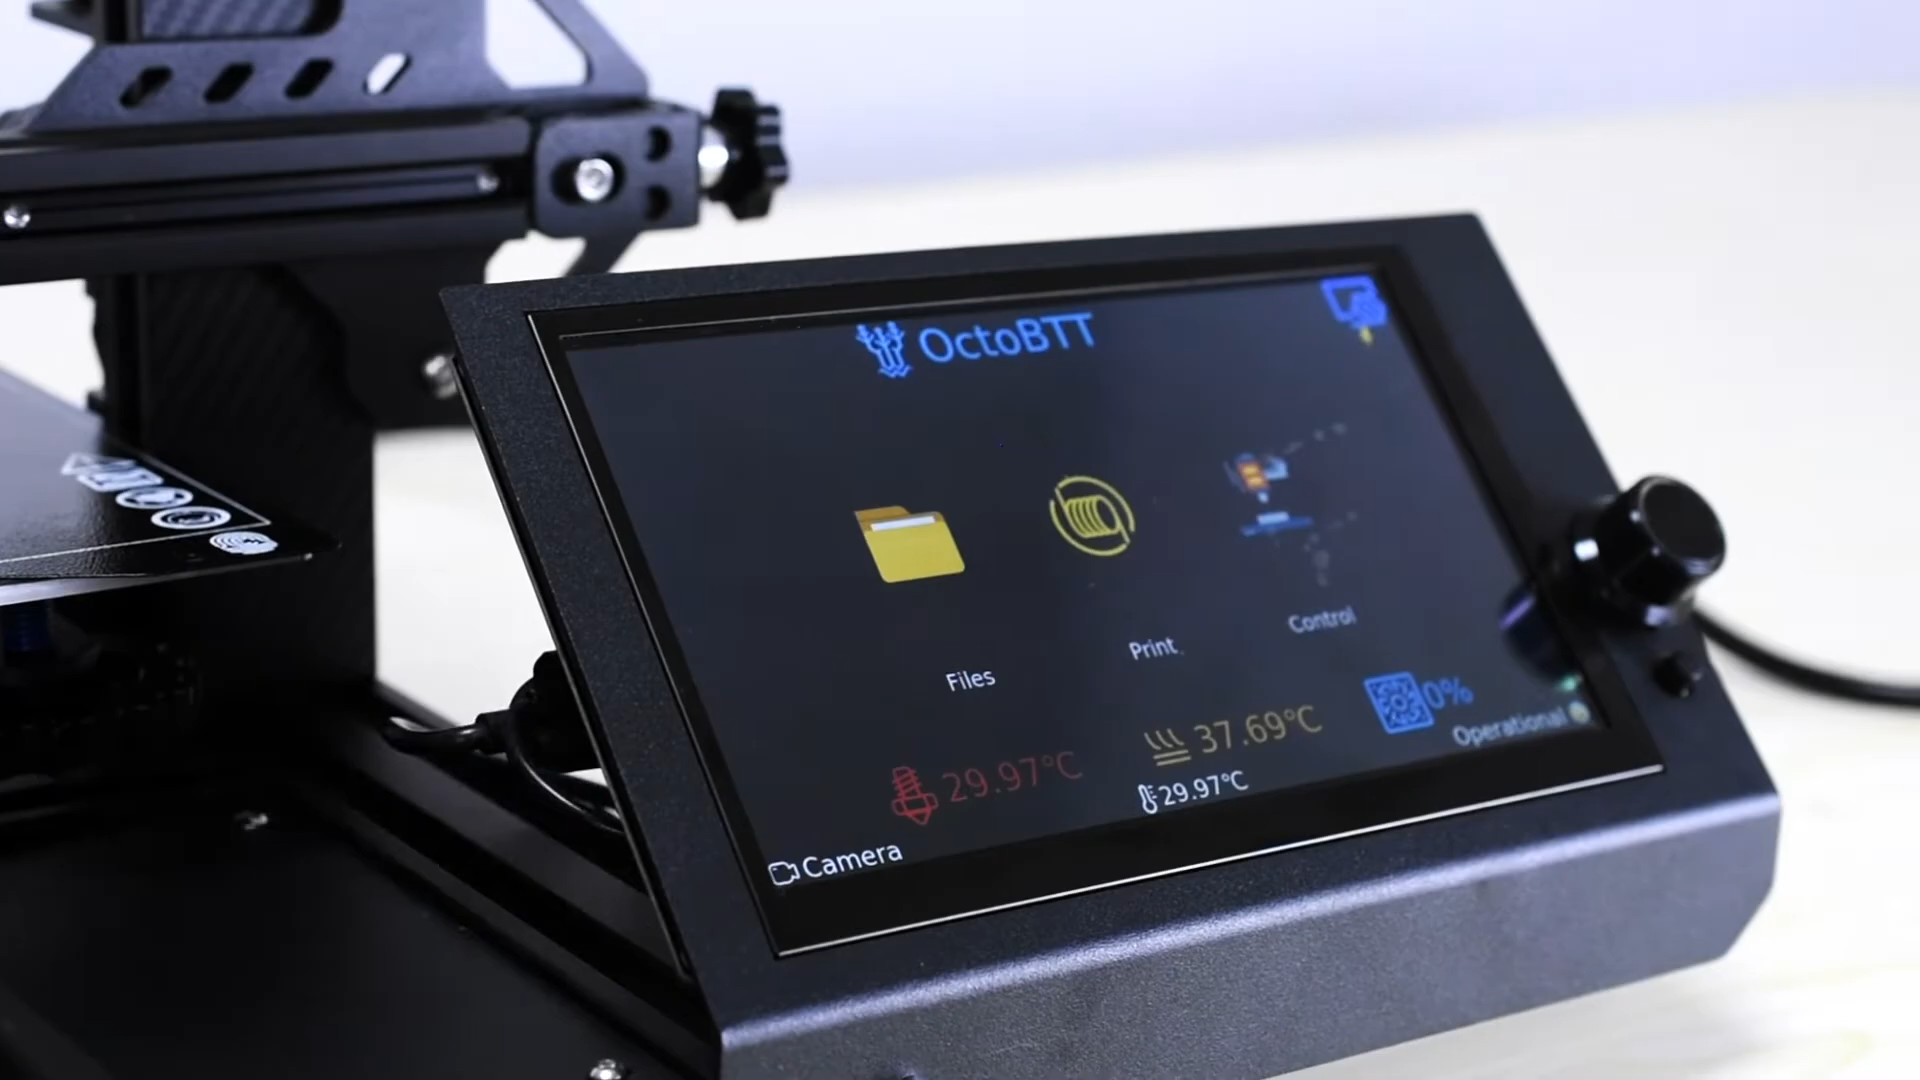 OctoBTT
Files
Print
Control
29.97°C
37.69°C
0%
29.97°C
Operational
Camera